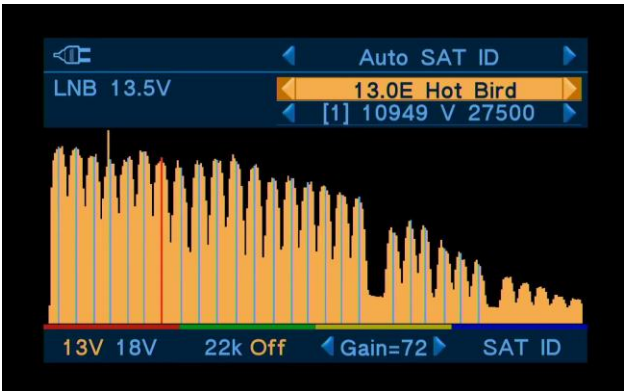 Auto SAT ID
LNB 13.5V
13.0E Hot Bird
[1] 10949 V 27500
13V 18V 22k Off Gain=72 SAT ID